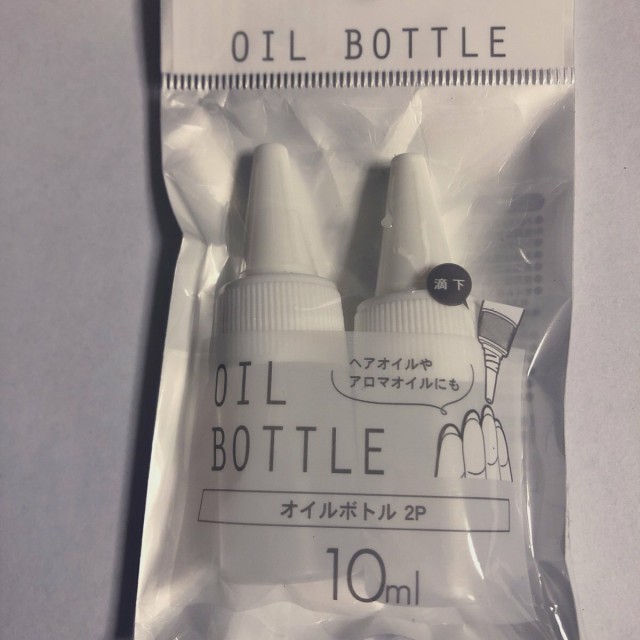 OIL BOTTLE
滴下
ヘアオイルや
アロマオイルにも
OIL
BOTTLE
オイルボトル 2P
10ml